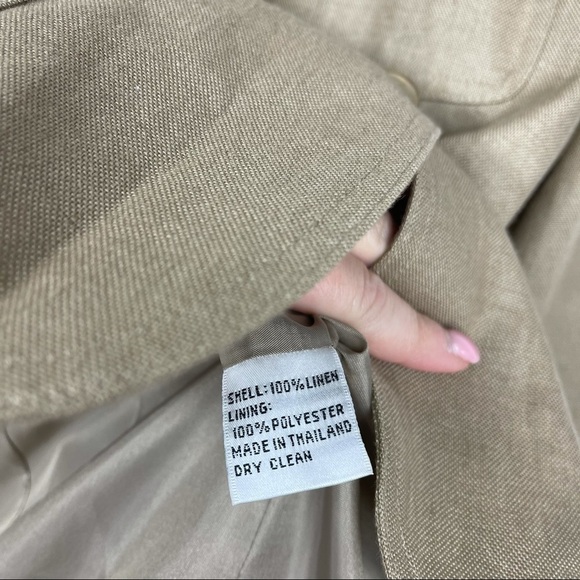 SHELL: 100% LINEN
LINING:
100% POLYESTER
MADE IN THAILAND
DRY CLEAN